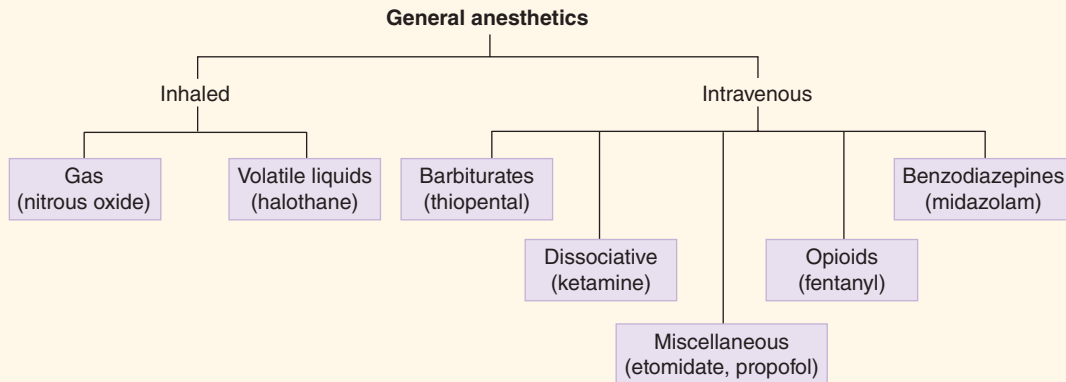 General anesthetics
Inhaled
Intravenous
Gas
(nitrous oxide)
Volatile liquids
(halothane)
Barbiturates
(thiopental)
Benzodiazepines
(midazolam)
Dissociative
(ketamine)
Opioids
(fentanyl)
Miscellaneous
(etomidate, propofol)